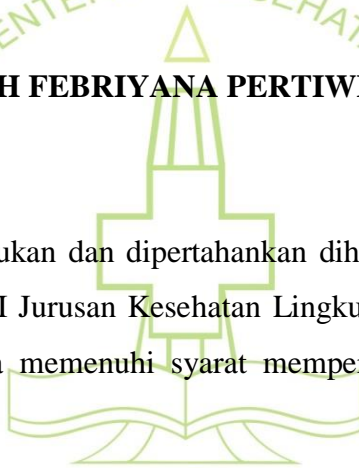 H FEBRIYANA PERTIWI
ukan dan dipertahankan dih
I Jurusan Kesehatan Lingku
memenuhi syarat memper